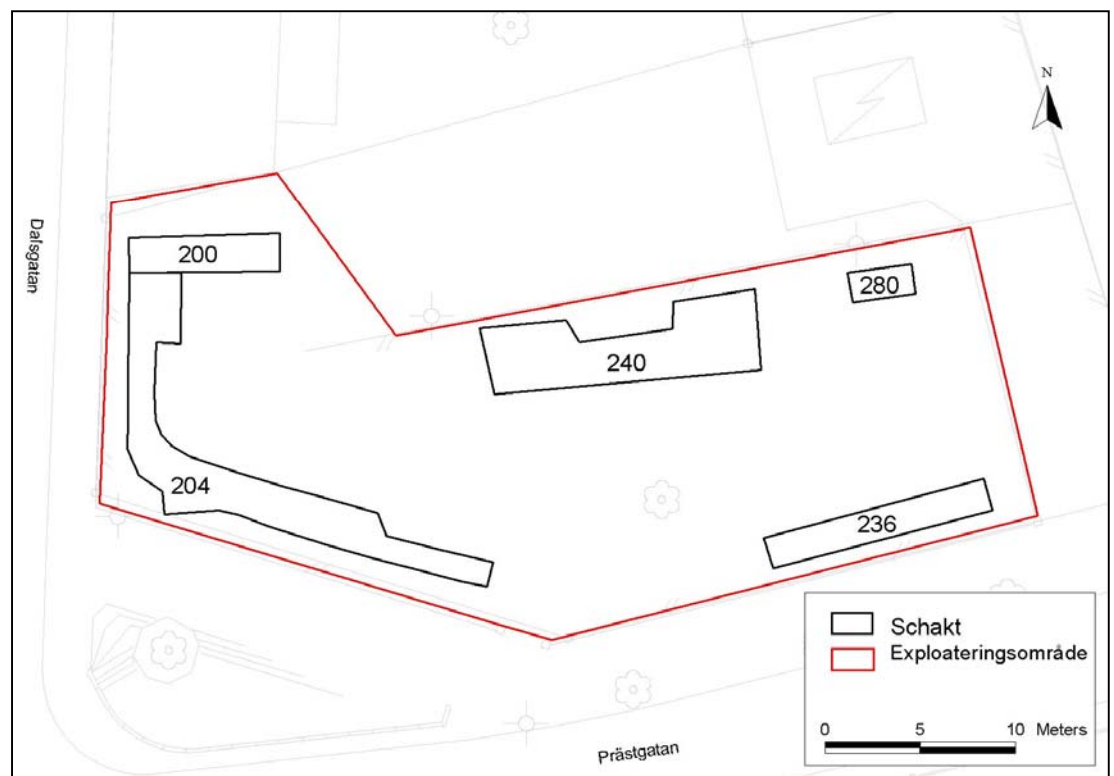 N
Dalsgatan
200
280
240
204
236
Schakt
Exploateringsområde
0 5 10 Meters
Prästgatan